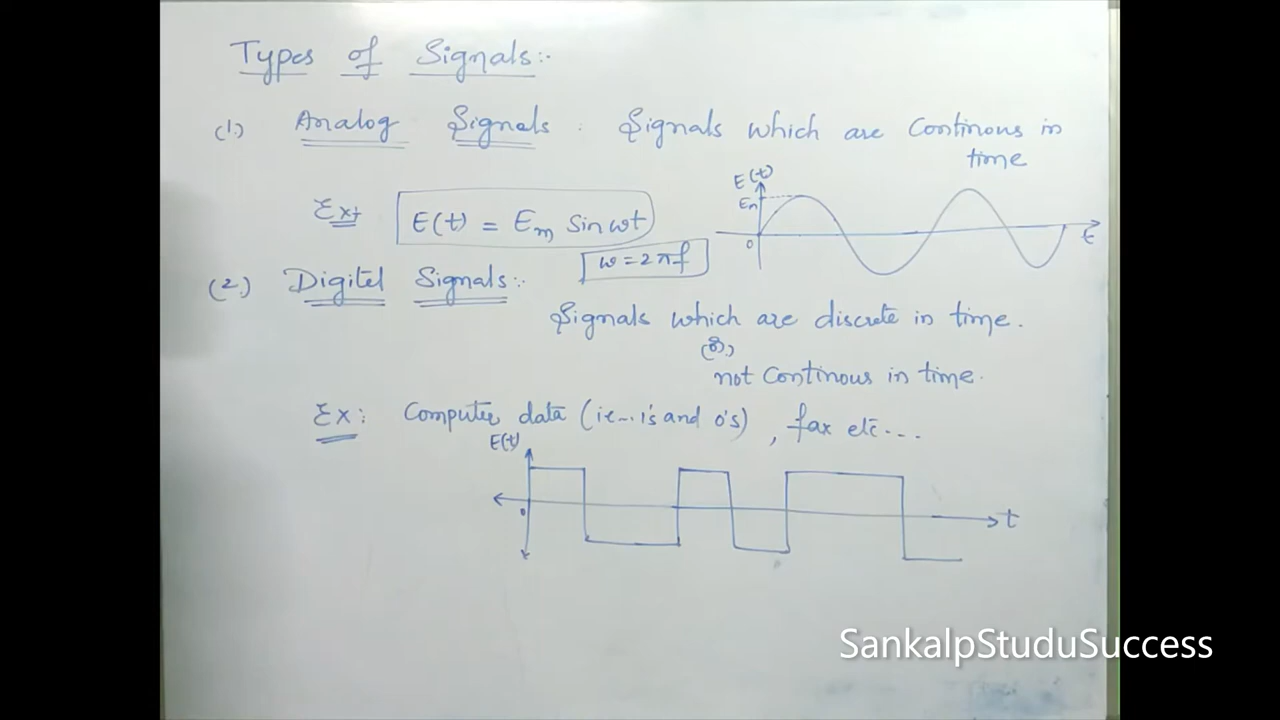 Types of Signals:-
(1.) Analog Signals : Signals which are Continous in
time
Ex:
E(t) = Em Sin ωt
E(t)
Em
0
t
ω = 2πf
(2.) Digitel Signals:-
Signals which are discrete in time.
(or)
not Continous in time.
Ex: Computer data (ie... 1's and 0's), fax etc...
E(t)
0
t
SankalpStuduSuccess